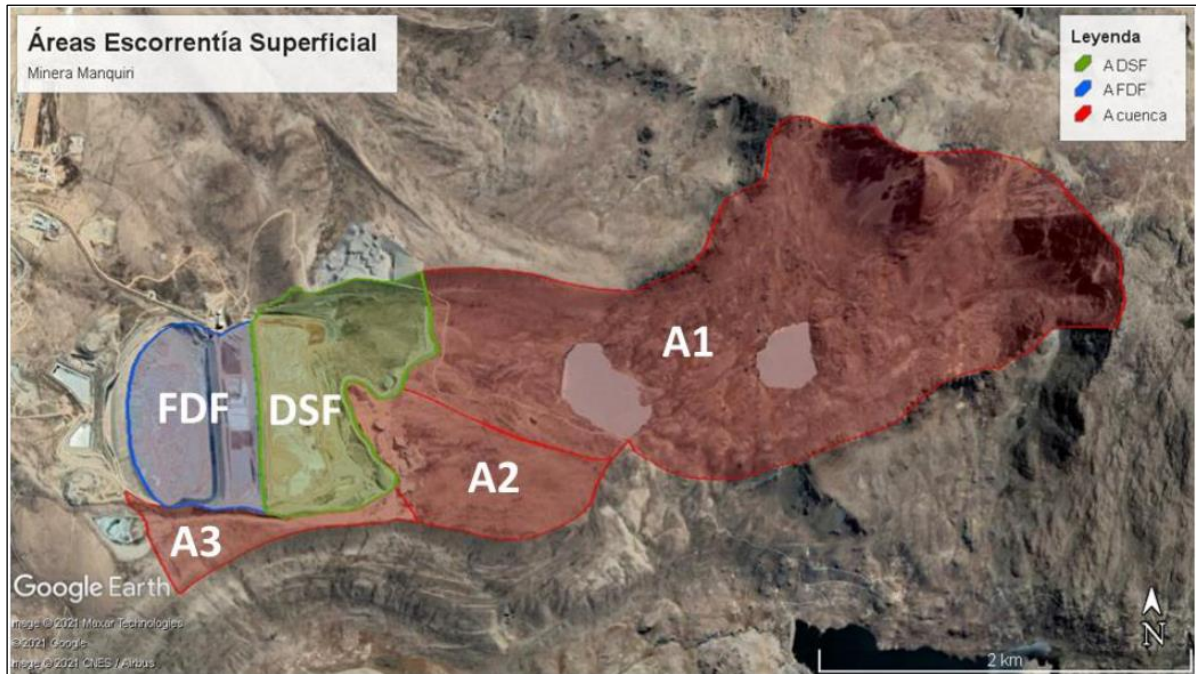 Áreas Escorrentía Superficial
Minera Manquiri
Leyenda
A DSF
A FDF
A cuenca
A1
FDF
DSF
A2
A3
Google Earth
Image © 2021 Maxar Technologies
© 2021 Google
Image © 2021 CNES / Airbus
N
2 km